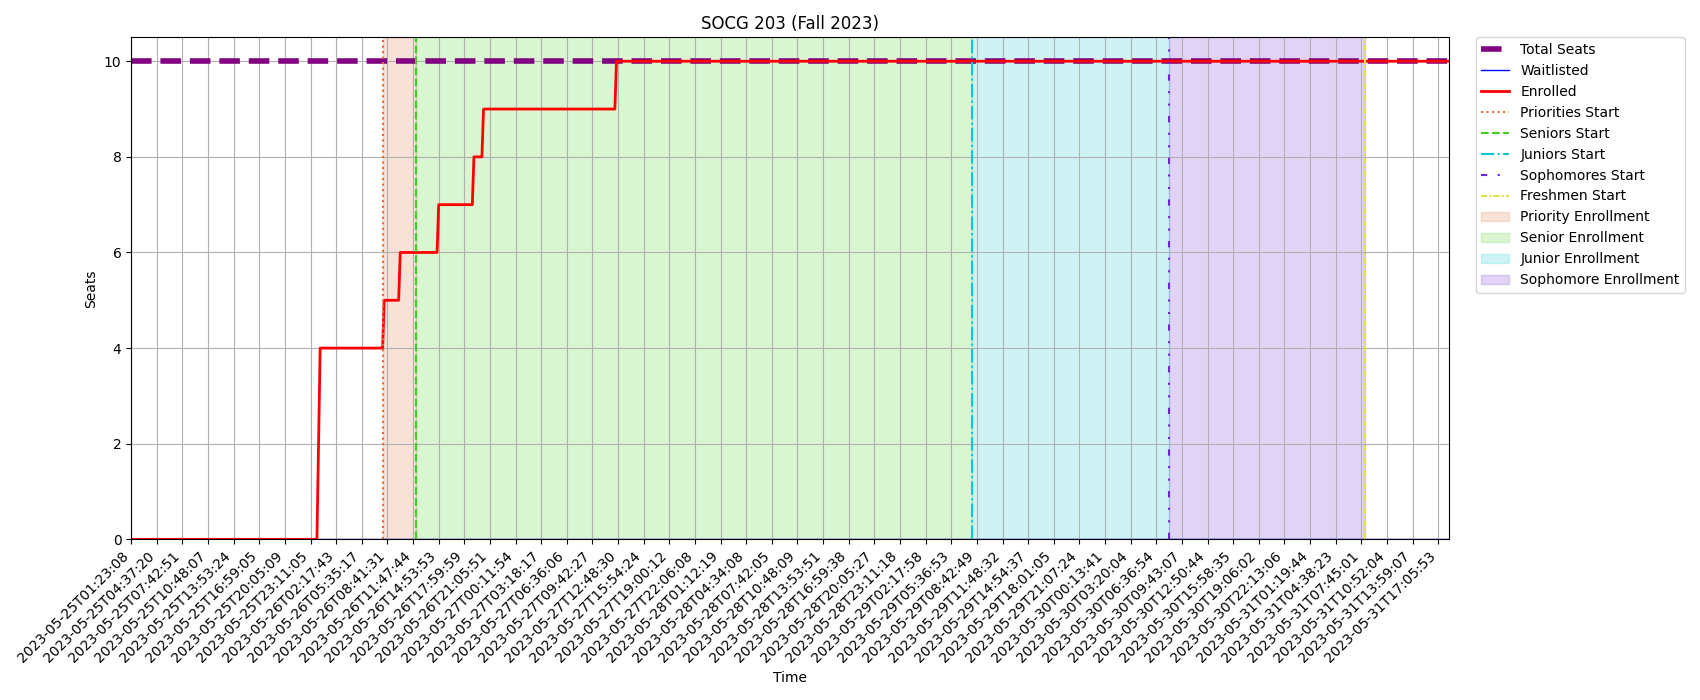 SOCG 203 (Fall 2023)
Seats
10
8
6
4
2
0
2023-05-25T01:23:08
2023-05-25T04:37:20
2023-05-25T07:42:51
2023-05-25T10:48:07
2023-05-25T13:53:24
2023-05-25T16:59:05
2023-05-25T20:05:09
2023-05-25T23:11:05
2023-05-26T02:17:43
2023-05-26T05:35:17
2023-05-26T08:41:31
2023-05-26T11:47:44
2023-05-26T14:53:53
2023-05-26T17:59:59
2023-05-26T21:05:51
2023-05-27T00:11:54
2023-05-27T03:18:17
2023-05-27T06:36:06
2023-05-27T09:42:27
2023-05-27T12:48:30
2023-05-27T15:54:24
2023-05-27T19:00:12
2023-05-27T22:06:08
2023-05-28T01:12:19
2023-05-28T04:34:08
2023-05-28T07:42:05
2023-05-28T10:48:09
2023-05-28T13:53:51
2023-05-28T16:59:38
2023-05-28T20:05:27
2023-05-28T23:11:18
2023-05-29T02:17:58
2023-05-29T05:36:53
2023-05-29T08:42:49
2023-05-29T11:48:32
2023-05-29T14:54:37
2023-05-29T18:01:05
2023-05-29T21:07:24
2023-05-30T00:13:41
2023-05-30T03:20:04
2023-05-30T06:36:54
2023-05-30T09:43:07
2023-05-30T12:50:44
2023-05-30T15:58:35
2023-05-30T19:06:02
2023-05-30T22:13:06
2023-05-31T01:19:44
2023-05-31T04:38:23
2023-05-31T07:45:01
2023-05-31T10:52:04
2023-05-31T13:59:07
2023-05-31T17:05:53
Time
Total Seats
Waitlisted
Enrolled
Priorities Start
Seniors Start
Juniors Start
Sophomores Start
Freshmen Start
Priority Enrollment
Senior Enrollment
Junior Enrollment
Sophomore Enrollment